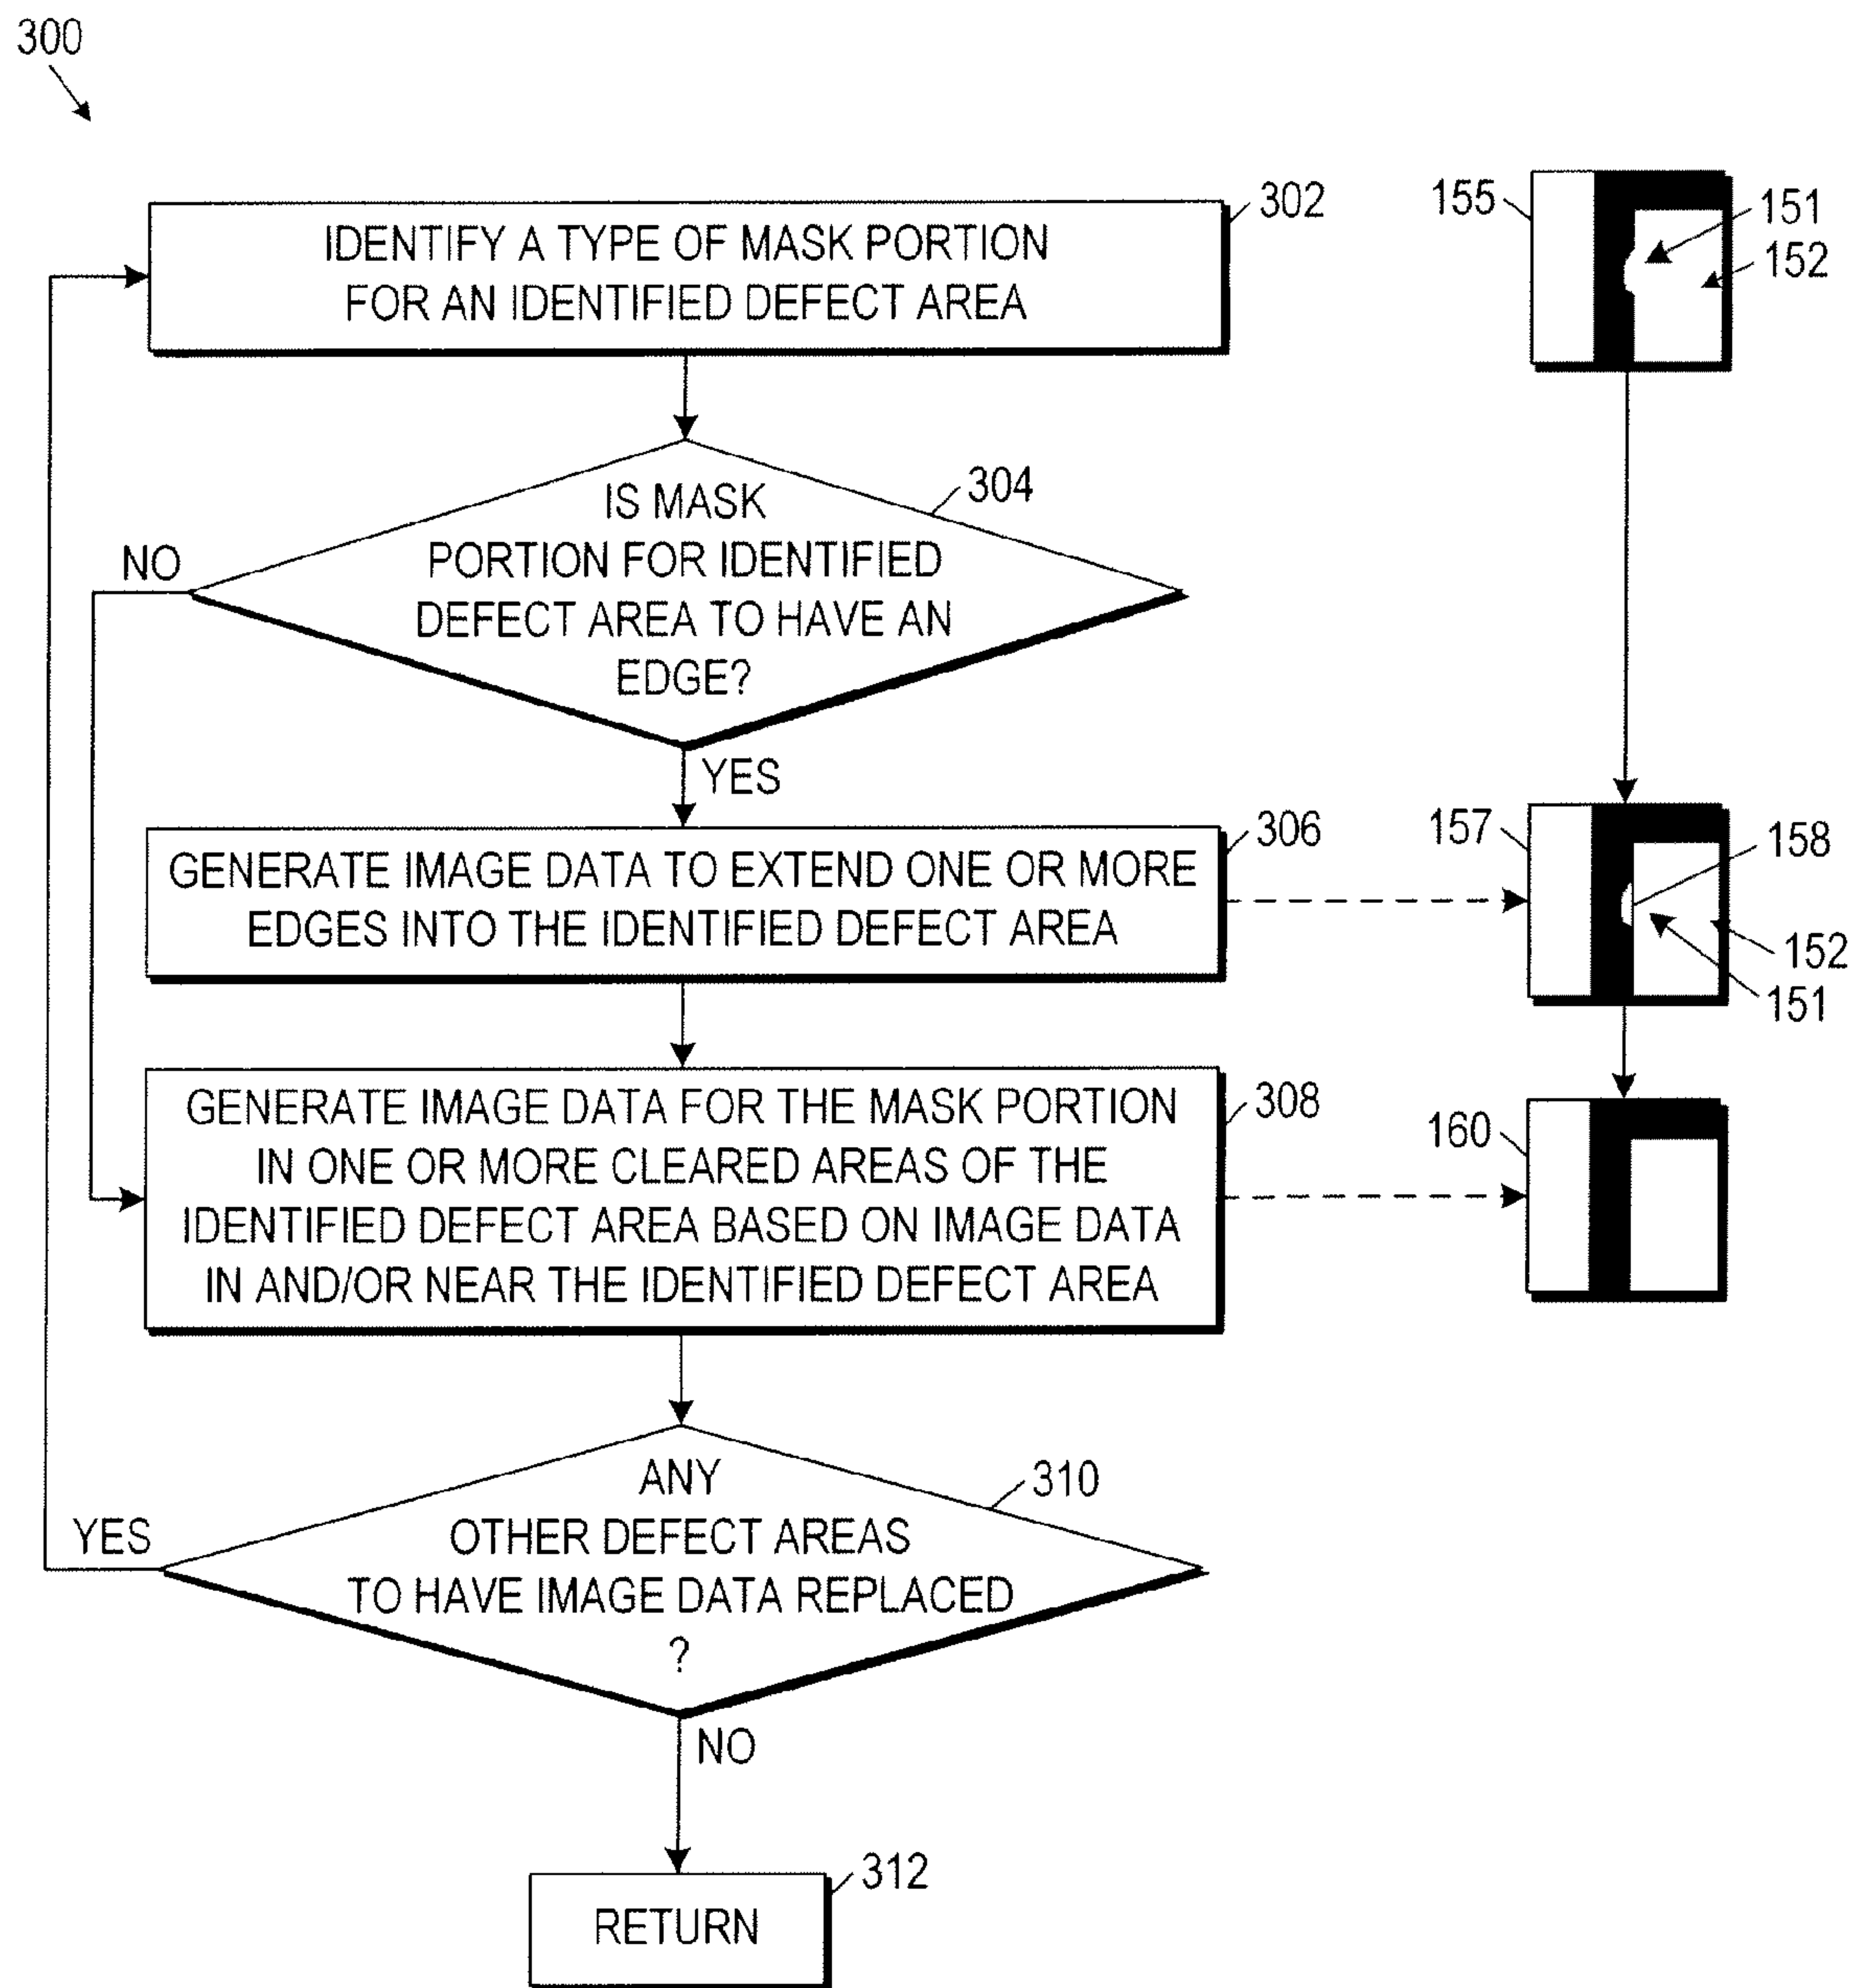 300
302
IDENTIFY A TYPE OF MASK PORTION
FOR AN IDENTIFIED DEFECT AREA
155
151
152
304
IS MASK
PORTION FOR IDENTIFIED
DEFECT AREA TO HAVE AN
EDGE?
NO
YES
306
GENERATE IMAGE DATA TO EXTEND ONE OR MORE
EDGES INTO THE IDENTIFIED DEFECT AREA
157
158
152
151
308
GENERATE IMAGE DATA FOR THE MASK PORTION
IN ONE OR MORE CLEARED AREAS OF THE
IDENTIFIED DEFECT AREA BASED ON IMAGE DATA
IN AND/OR NEAR THE IDENTIFIED DEFECT AREA
160
310
ANY
OTHER DEFECT AREAS
TO HAVE IMAGE DATA REPLACED
?
YES
NO
312
RETURN